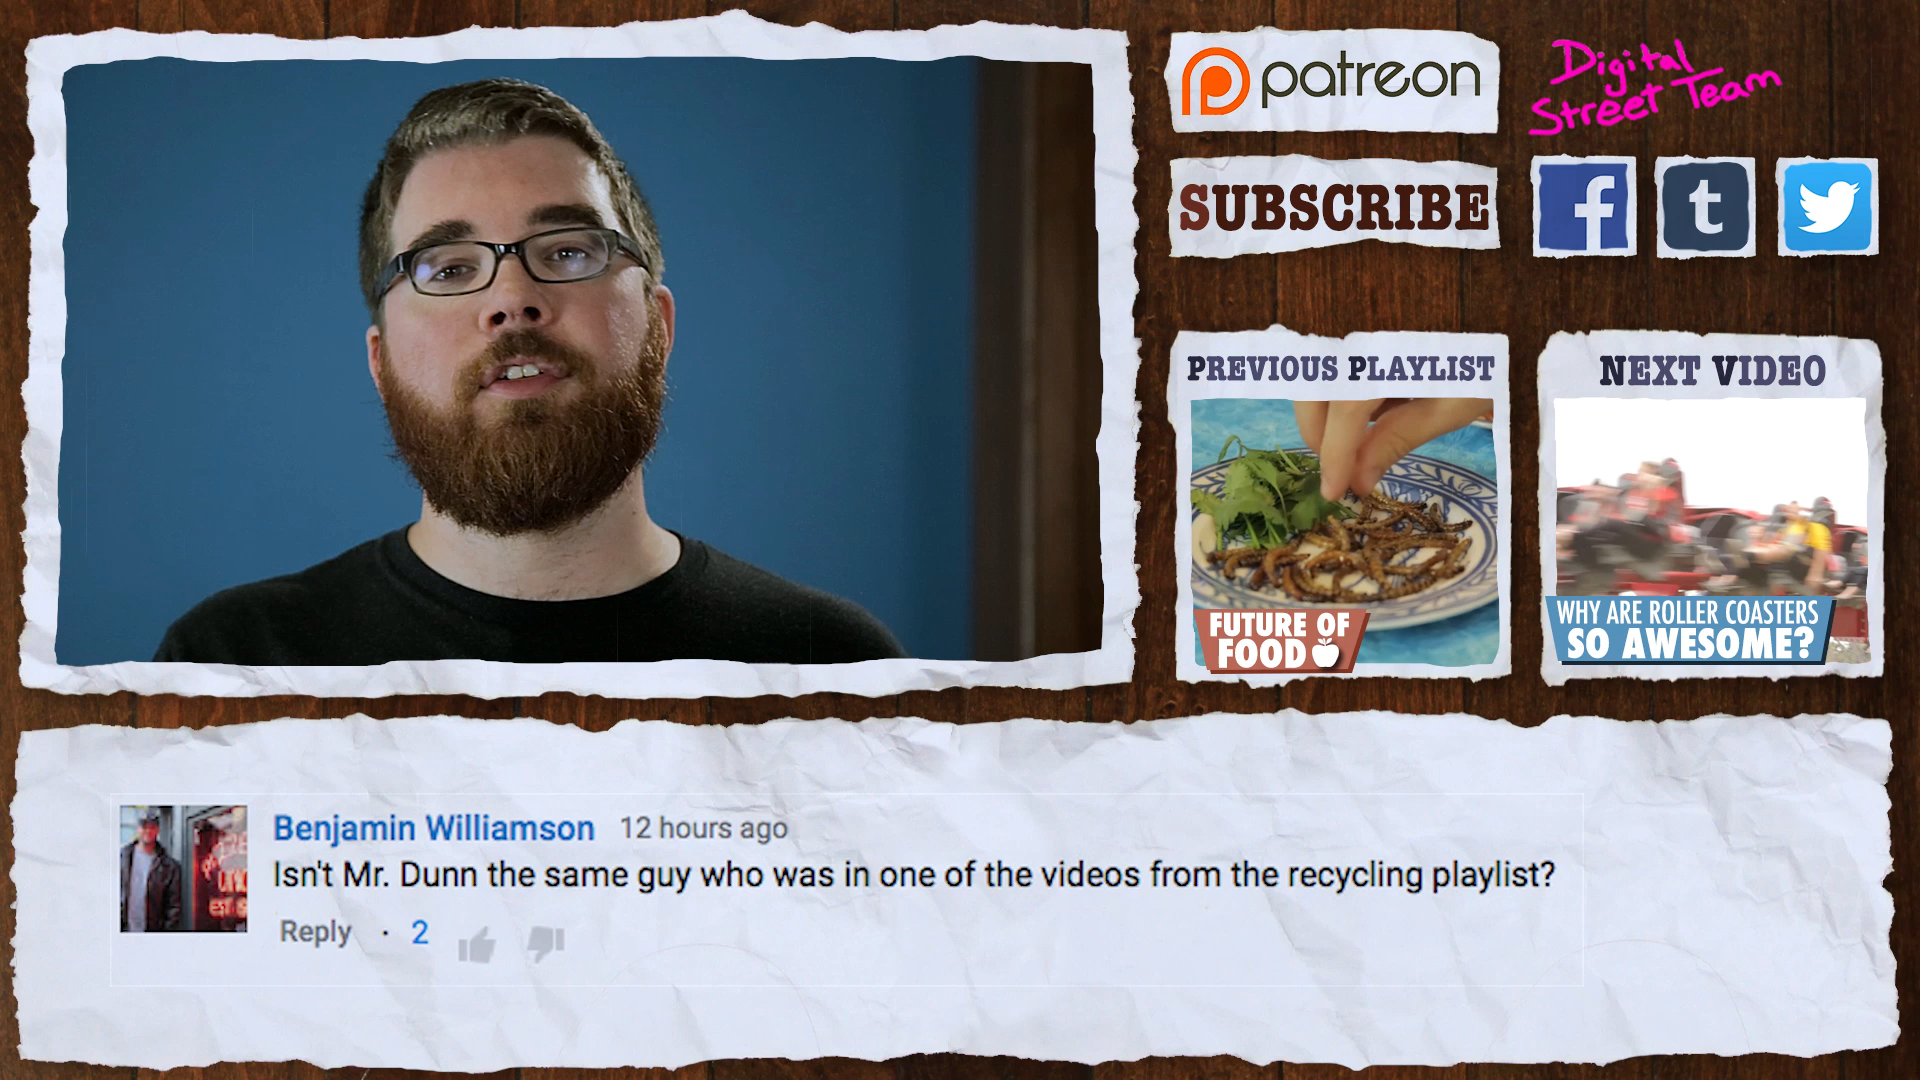 patreon
Digital
Street Team
SUBSCRIBE
PREVIOUS PLAYLIST
FUTURE OF
FOOD
NEXT VIDEO
WHY ARE ROLLER COASTERS
SO AWESOME?
Benjamin Williamson 12 hours ago
Isn't Mr. Dunn the same guy who was in one of the videos from the recycling playlist?
Reply · 2